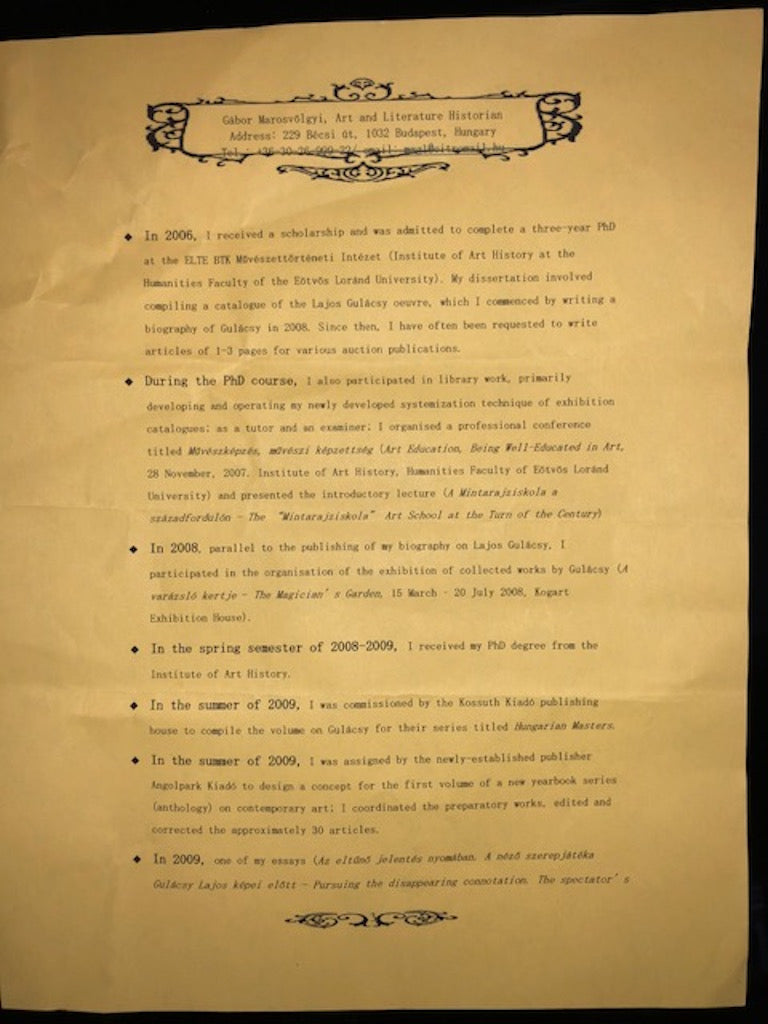 Gábor Marosvölgyi, Art and Literature Historian
Address: 229 Bécsi út, 1032 Budapest, Hungary
Tel.: +36-30-26-999-22/ email:
◆ In 2006, I received a scholarship and was admitted to complete a three-year PhD
at the ELTE BTK Művészettörténeti Intézet (Institute of Art History at the
Humanities Faculty of the Eötvös Loránd University). My dissertation involved
compiling a catalogue of the Lajos Gulácsy oeuvre, which I commenced by writing a
biography of Gulácsy in 2008. Since then, I have often been requested to write
articles of 1-3 pages for various auction publications.
◆ During the PhD course, I also participated in library work, primarily
developing and operating my newly developed systemization technique of exhibition
catalogues; as a tutor and an examiner; I organised a professional conference
titled Művészképzés, művészi képzettség (Art Education, Being Well-Educated in Art,
28 November, 2007. Institute of Art History, Humanities Faculty of Eötvös Loránd
University) and presented the introductory lecture (A Mintarajziskola a
századfordulón - The "Mintarajziskola" Art School at the Turn of the Century)
◆ In 2008, parallel to the publishing of my biography on Lajos Gulácsy, I
participated in the organisation of the exhibition of collected works by Gulácsy (A
varázsló kertje - The Magician's Garden, 15 March - 20 July 2008, Kogart
Exhibition House).
◆ In the spring semester of 2008-2009, I received my PhD degree from the
Institute of Art History.
◆ In the summer of 2009, I was commissioned by the Kossuth Kiadó publishing
house to compile the volume on Gulácsy for their series titled Hungarian Masters.
◆ In the summer of 2009, I was assigned by the newly-established publisher
Angolpark Kiadó to design a concept for the first volume of a new yearbook series
(anthology) on contemporary art; I coordinated the preparatory works, edited and
corrected the approximately 30 articles.
◆ In 2009, one of my essays (Az eltűnő jelentés nyomában. A néző szerepjátéka
Gulácsy Lajos képei előtt - Pursuing the disappearing connotation. The spectator's